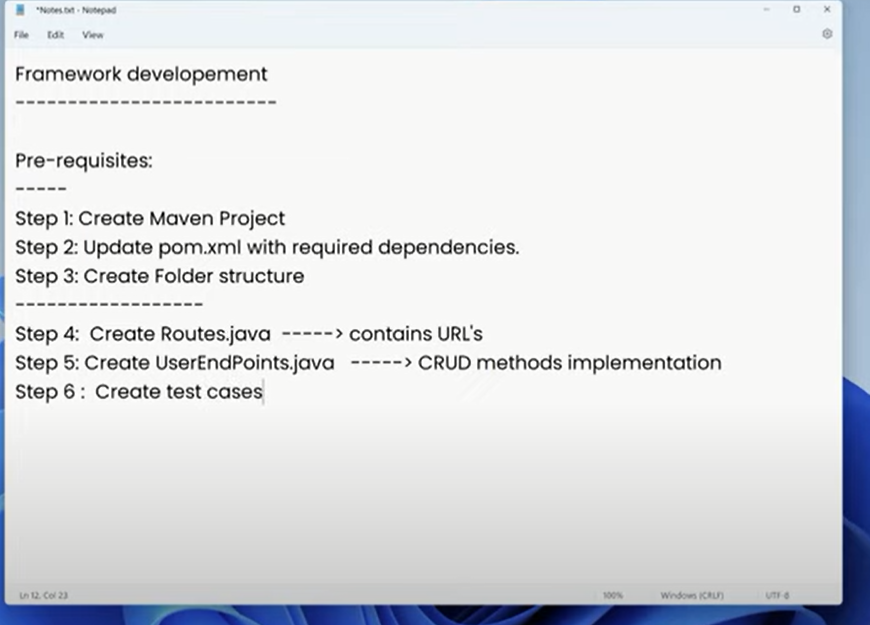 *Notes.txt - Notepad
File Edit View
Framework developement
-------------------------
Pre-requisites:
-----
Step 1: Create Maven Project
Step 2: Update pom.xml with required dependencies.
Step 3: Create Folder structure
------------------
Step 4:  Create Routes.java  -----> contains URL's
Step 5: Create UserEndPoints.java   -----> CRUD methods implementation
Step 6 :  Create test cases
Ln 12, Col 23 100% Windows (CRLF) UTF-8